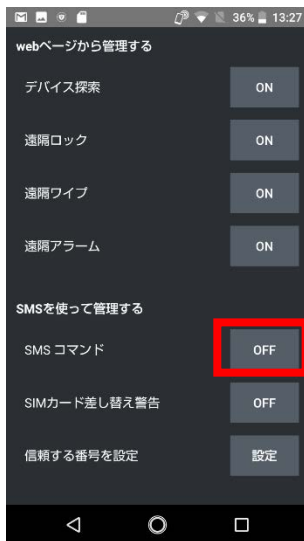 36% 13:27
webページから管理する
デバイス探索 ON
遠隔ロック ON
遠隔ワイプ ON
遠隔アラーム ON
SMSを使って管理する
SMS コマンド OFF
SIMカード差し替え警告 OFF
信頼する番号を設定 設定